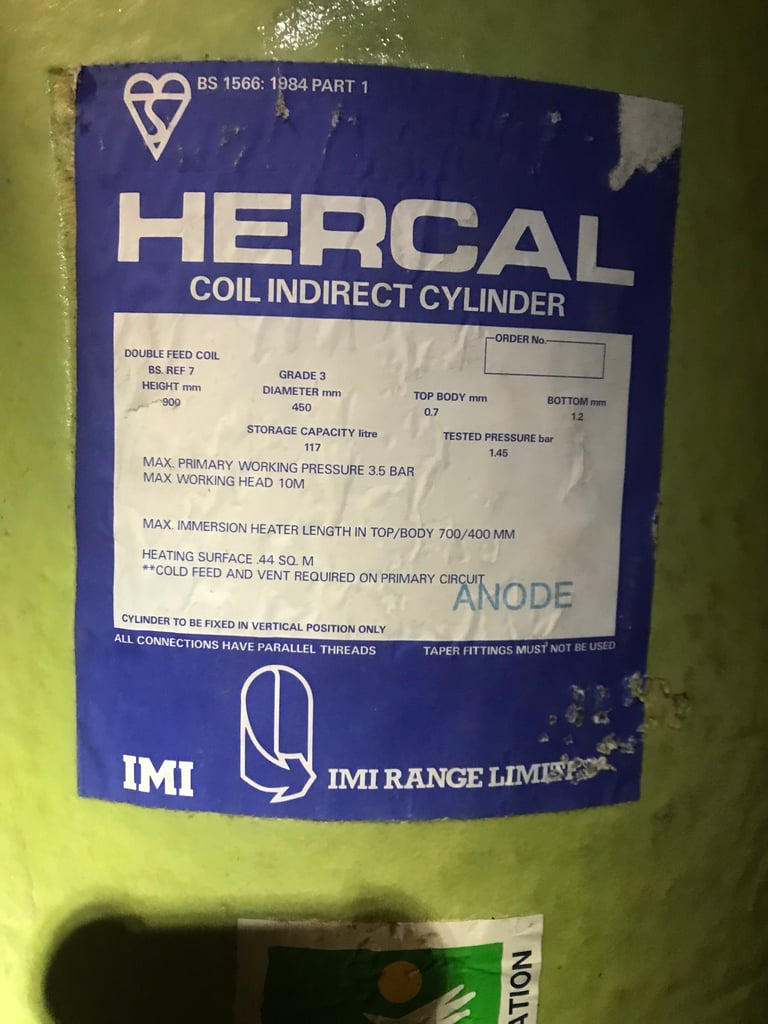 BS 1566: 1984 PART 1
HERCAL
COIL INDIRECT CYLINDER
ORDER No.
DOUBLE FEED COIL
BS. REF 7
GRADE 3
HEIGHT mm
DIAMETER mm
TOP BODY mm
BOTTOM mm
900
450
0.7
1.2
STORAGE CAPACITY litre
TESTED PRESSURE bar
117
1.45
MAX. PRIMARY WORKING PRESSURE 3.5 BAR
MAX WORKING HEAD 10M
MAX. IMMERSION HEATER LENGTH IN TOP/BODY 700/400 MM
HEATING SURFACE .44 SQ. M
**COLD FEED AND VENT REQUIRED ON PRIMARY CIRCUIT
ANODE
CYLINDER TO BE FIXED IN VERTICAL POSITION ONLY
ALL CONNECTIONS HAVE PARALLEL THREADS TAPER FITTINGS MUST NOT BE USED
IMI
IMI RANGE